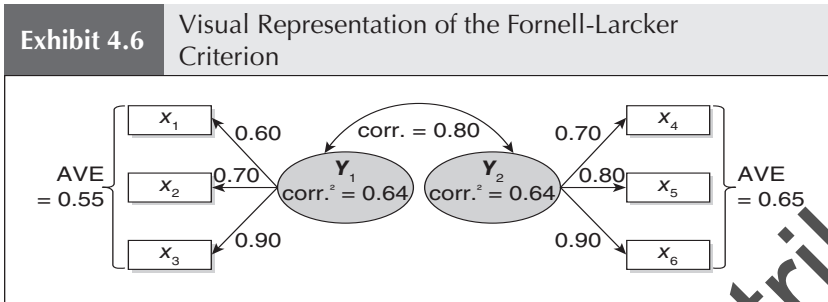 Exhibit 4.6
Visual Representation of the Fornell-Larcker
Criterion
x₁
0.60
corr. = 0.80
0.70
x₄
AVE
= 0.55
x₂
0.70
Y₁
corr.² = 0.64
Y₂
corr.² = 0.64
0.80
x₅
AVE
= 0.65
x₃
0.90
0.90
x₆